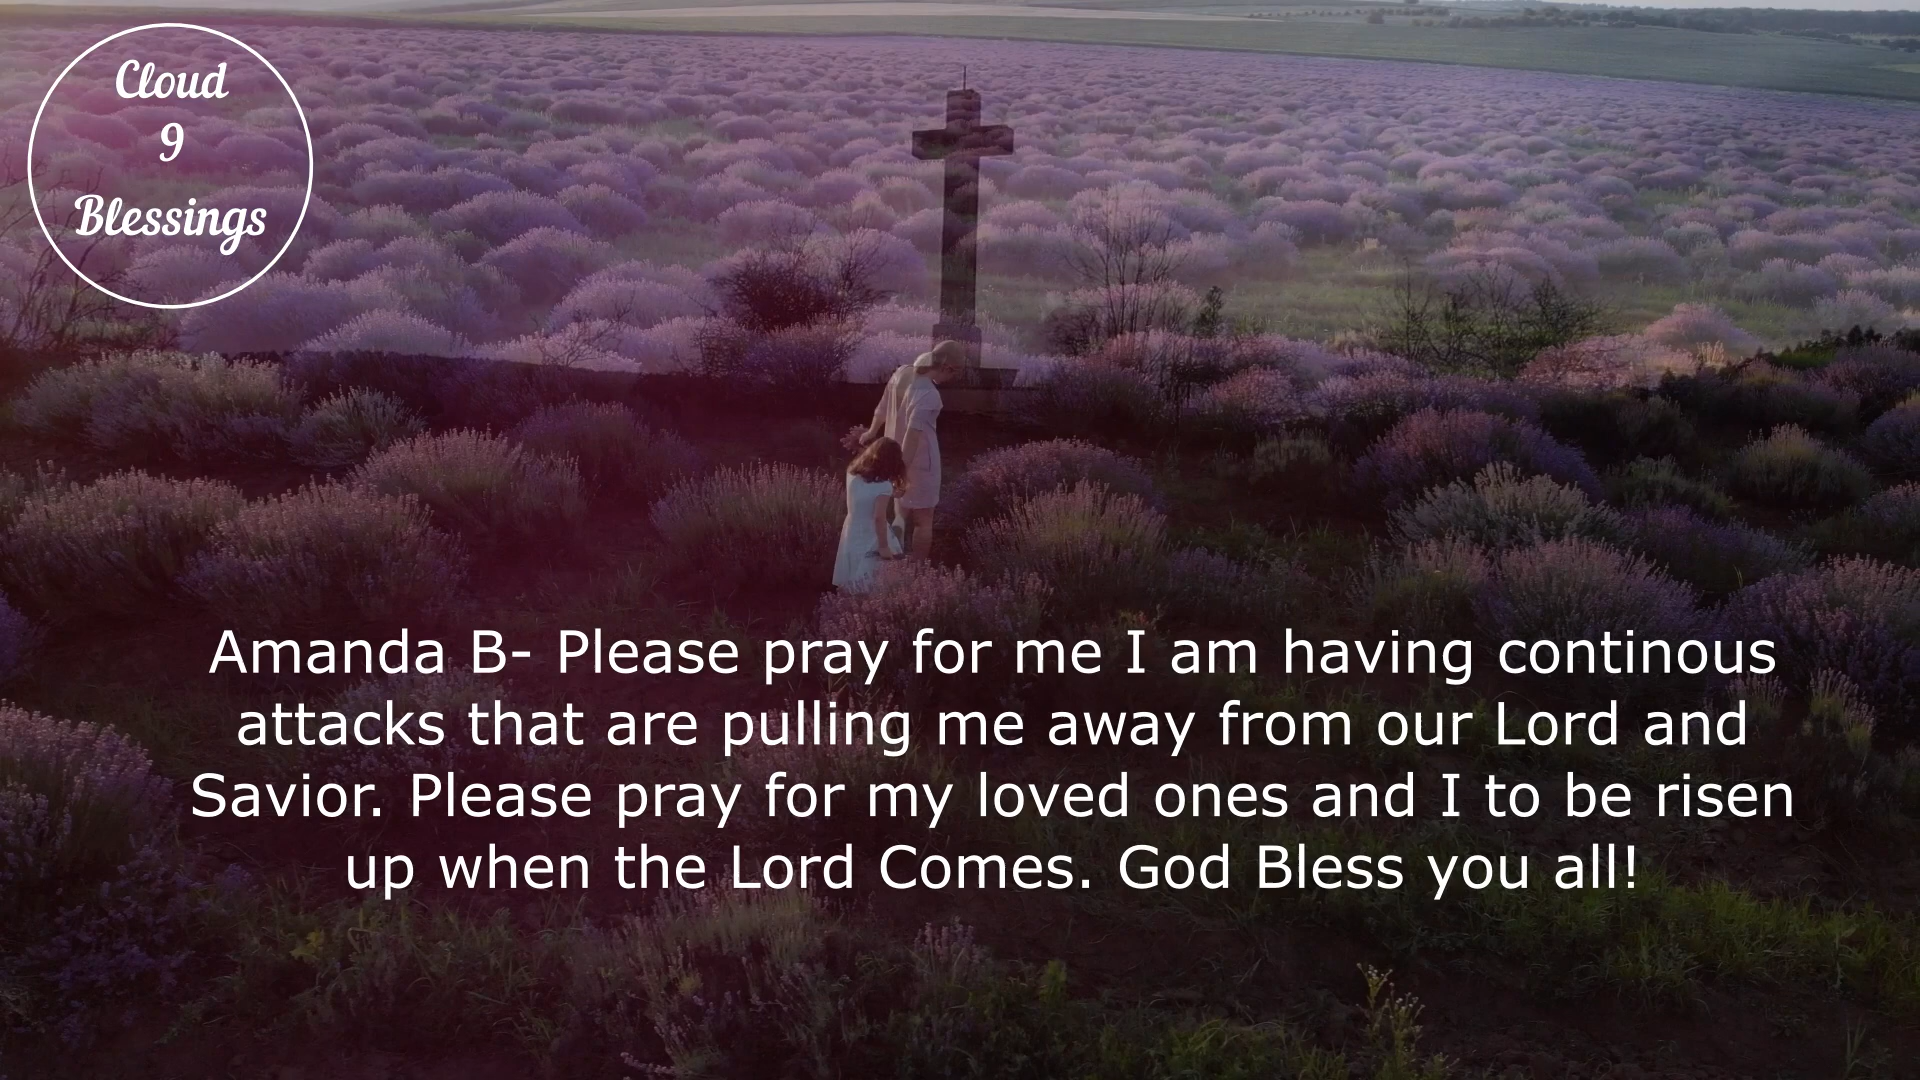 Cloud
9
Blessings
Amanda B- Please pray for me I am having continous
attacks that are pulling me away from our Lord and
Savior. Please pray for my loved ones and I to be risen
up when the Lord Comes. God Bless you all!